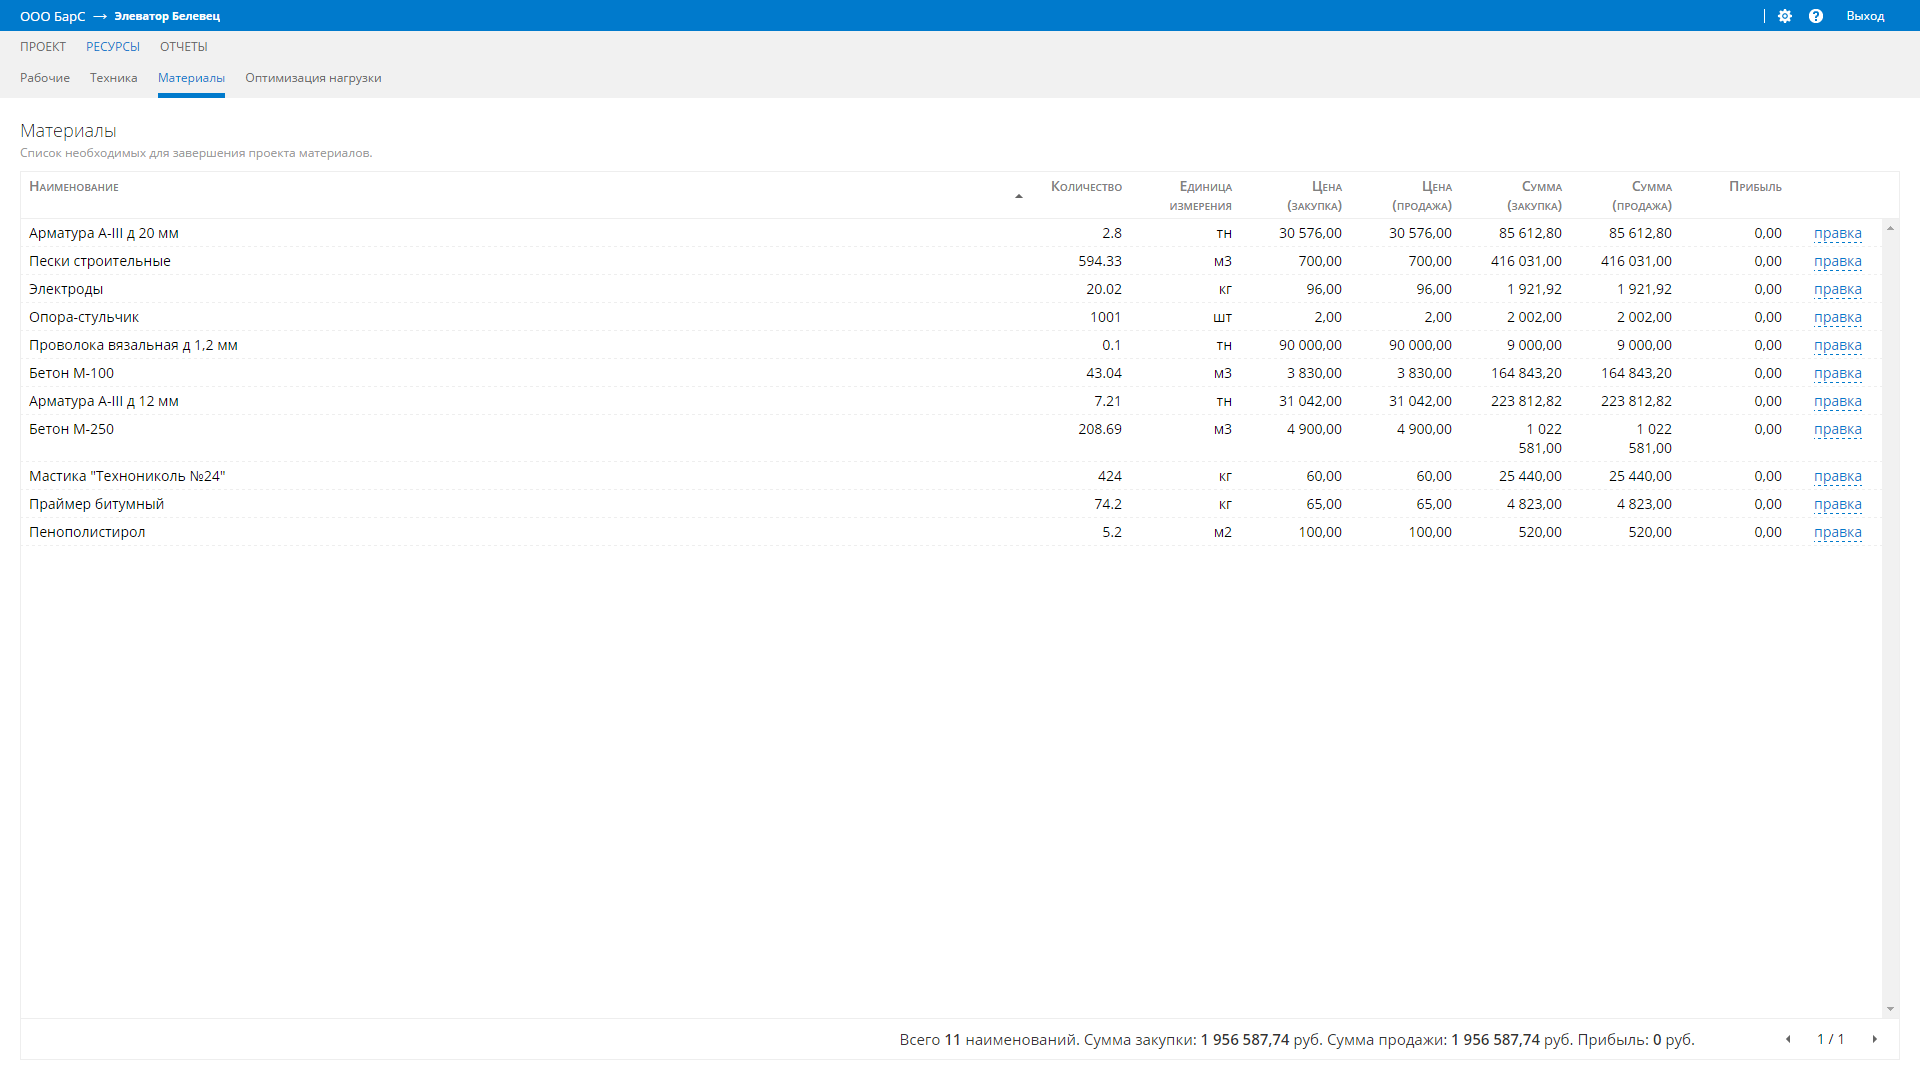 ООО БарС → Элеватор Белевец | Выход
ПРОЕКТ РЕСУРСЫ ОТЧЕТЫ
Рабочие Техника Материалы Оптимизация нагрузки
Материалы
Список необходимых для завершения проекта материалов.
Наименование Количество Единица измерения Цена (закупка) Цена (продажа) Сумма (закупка) Сумма (продажа) Прибыль
Арматура А-III д 20 мм 2.8 тн 30 576,00 30 576,00 85 612,80 85 612,80 0,00 правка
Пески строительные 594.33 м3 700,00 700,00 416 031,00 416 031,00 0,00 правка
Электроды 20.02 кг 96,00 96,00 1 921,92 1 921,92 0,00 правка
Опора-стульчик 1001 шт 2,00 2,00 2 002,00 2 002,00 0,00 правка
Проволока вязальная д 1,2 мм 0.1 тн 90 000,00 90 000,00 9 000,00 9 000,00 0,00 правка
Бетон М-100 43.04 м3 3 830,00 3 830,00 164 843,20 164 843,20 0,00 правка
Арматура А-III д 12 мм 7.21 тн 31 042,00 31 042,00 223 812,82 223 812,82 0,00 правка
Бетон М-250 208.69 м3 4 900,00 4 900,00 1 022 581,00 1 022 581,00 0,00 правка
Мастика "Технониколь №24" 424 кг 60,00 60,00 25 440,00 25 440,00 0,00 правка
Праймер битумный 74.2 кг 65,00 65,00 4 823,00 4 823,00 0,00 правка
Пенополистирол 5.2 м2 100,00 100,00 520,00 520,00 0,00 правка
Всего 11 наименований. Сумма закупки: 1 956 587,74 руб. Сумма продажи: 1 956 587,74 руб. Прибыль: 0 руб. 1 / 1